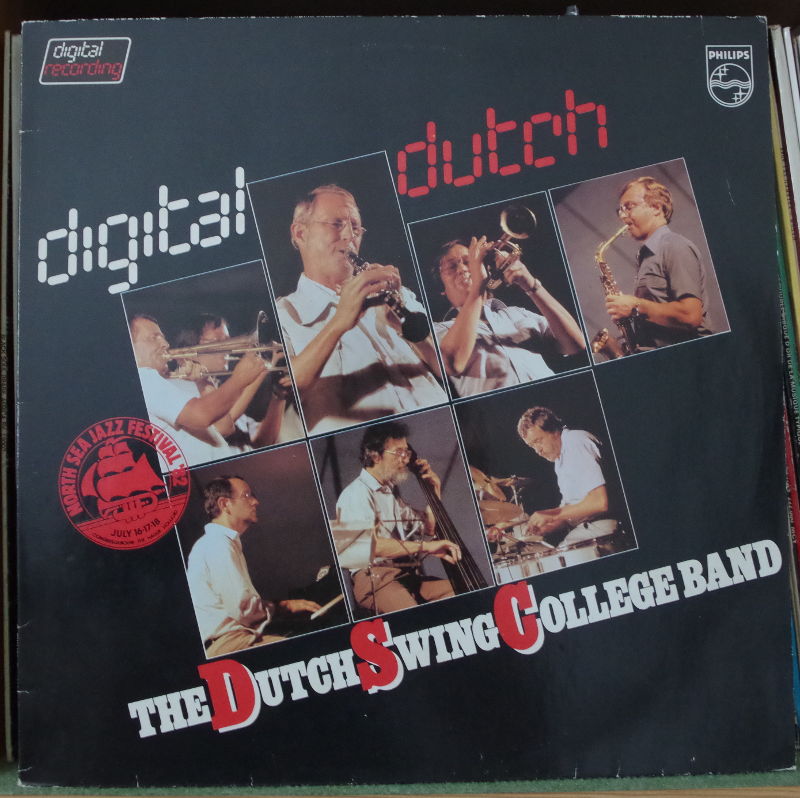 digital
recording
PHILIPS
digital dutch
NORTH SEA JAZZ FESTIVAL '82
JULY 16·17·18
THE DUTCH SWING COLLEGE BAND